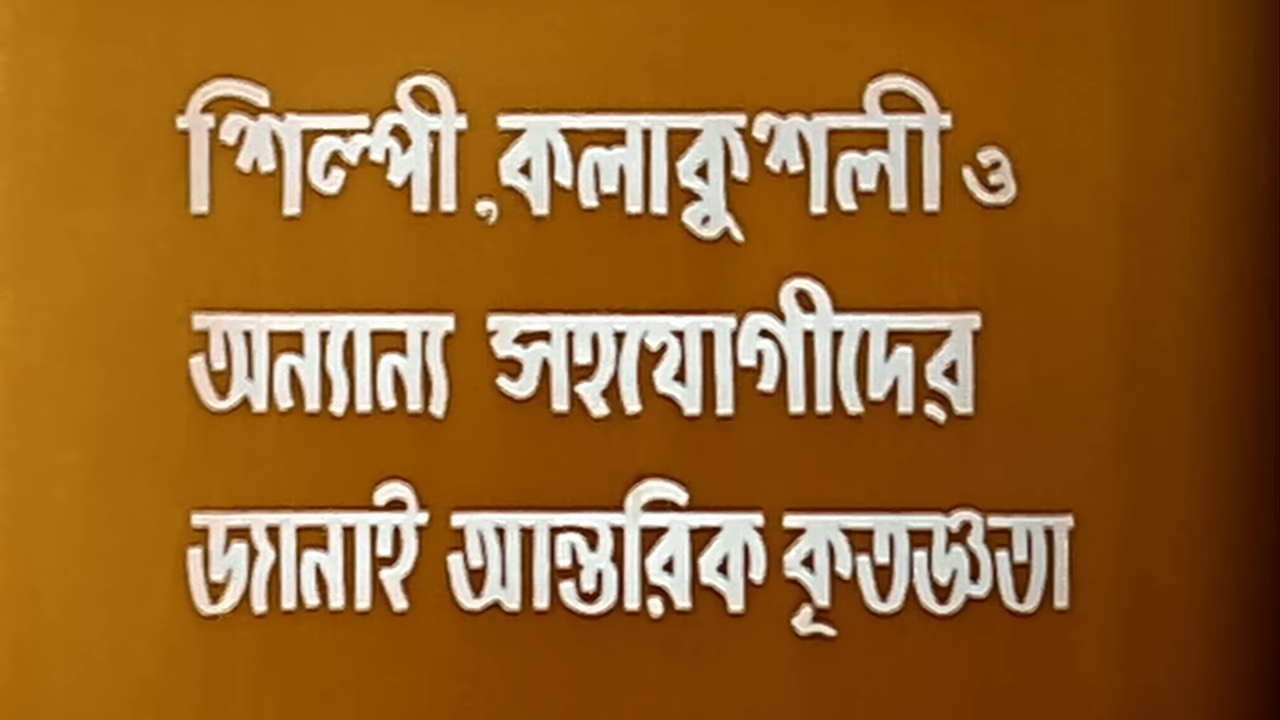 শিল্পী, কলাকুশলী ও
অন্যান্য সহযোগীদের
জানাই আন্তরিক কৃতজ্ঞতা